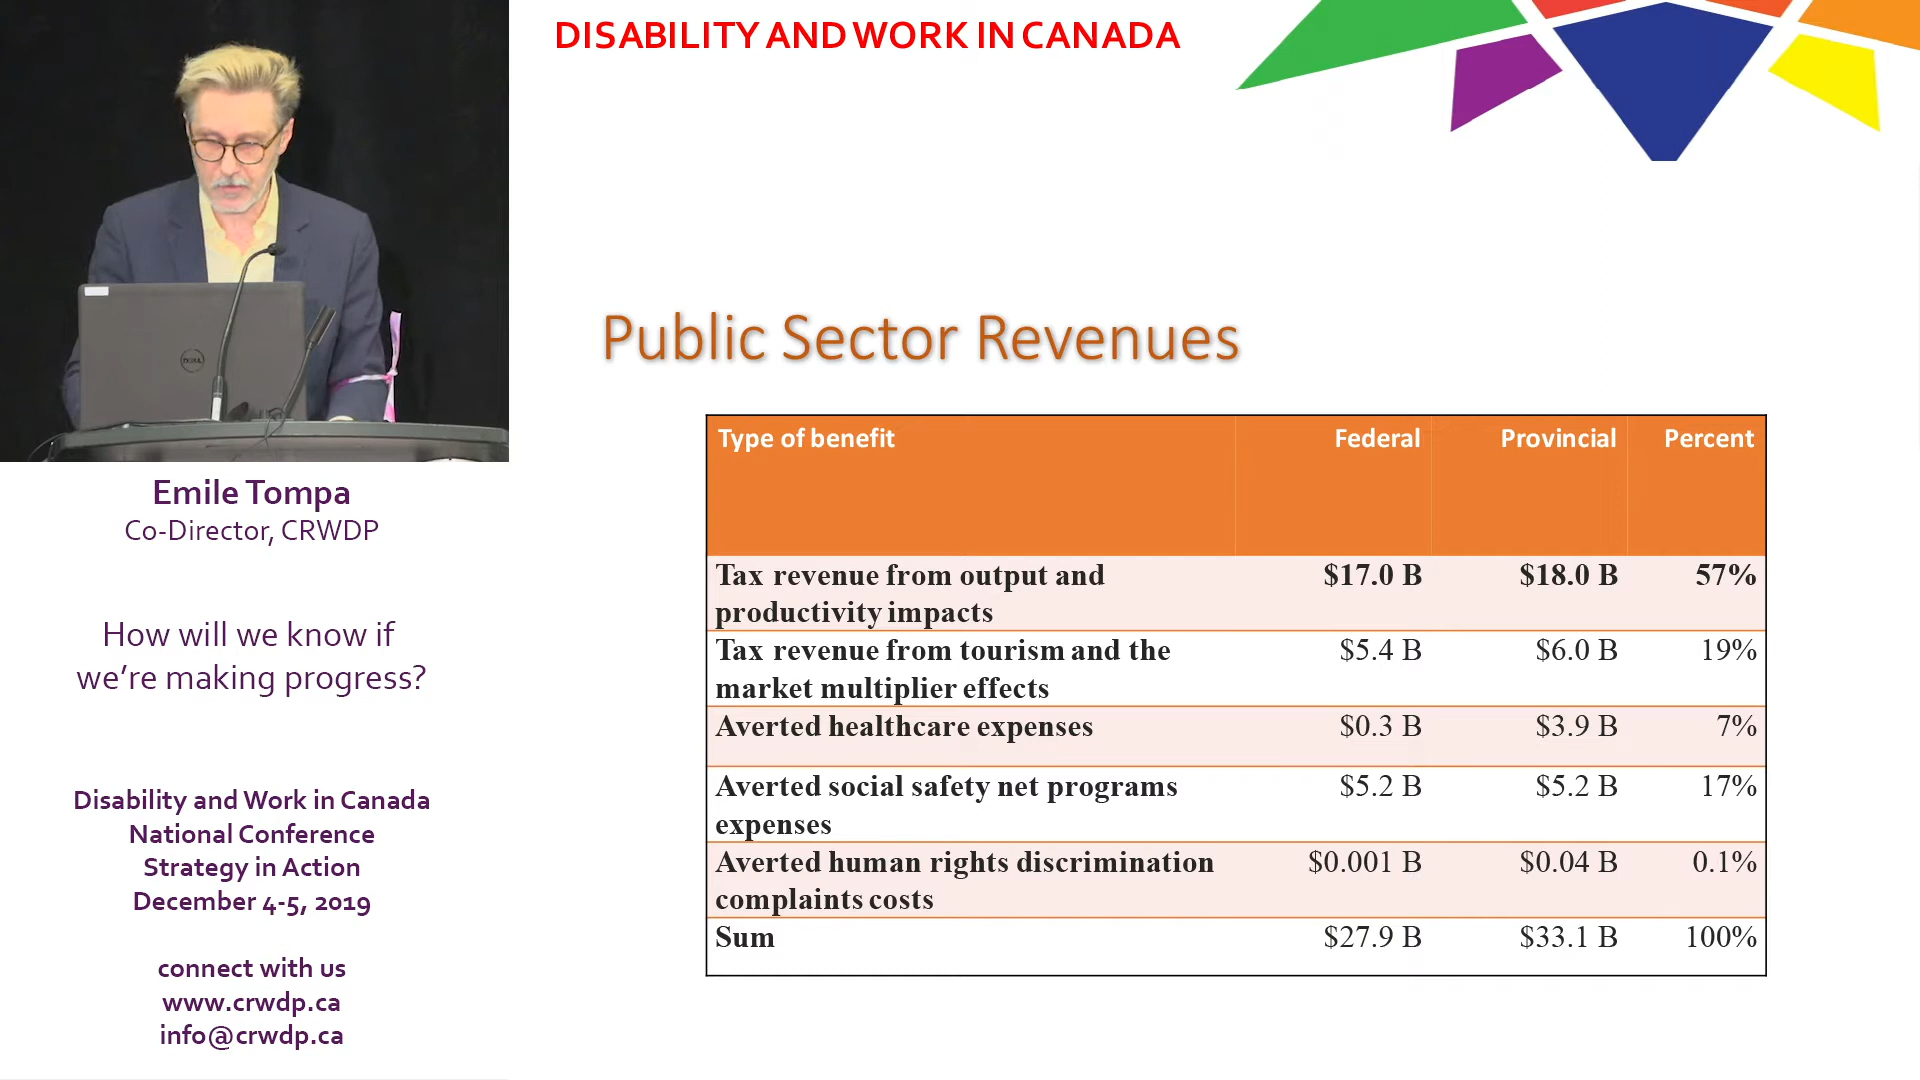 DISABILITY AND WORK IN CANADA
Emile Tompa
Co-Director, CRWDP
How will we know if
we're making progress?
Disability and Work in Canada
National Conference
Strategy in Action
December 4-5, 2019
connect with us
www.crwdp.ca
info@crwdp.ca
Public Sector Revenues
Type of benefit Federal Provincial Percent
Tax revenue from output and $17.0 B $18.0 B 57%
productivity impacts
Tax revenue from tourism and the $5.4 B $6.0 B 19%
market multiplier effects
Averted healthcare expenses $0.3 B $3.9 B 7%
Averted social safety net programs $5.2 B $5.2 B 17%
expenses
Averted human rights discrimination $0.001 B $0.04 B 0.1%
complaints costs
Sum $27.9 B $33.1 B 100%
DELL